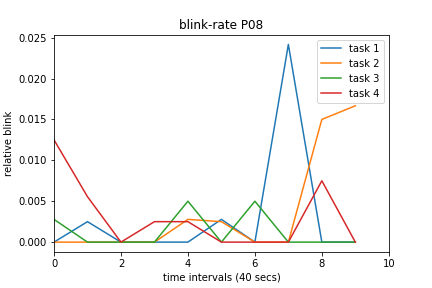 blink-rate P08
relative blink
0.025
0.020
0.015
0.010
0.005
0.000
0 2 4 6 8 10
time intervals (40 secs)
task 1
task 2
task 3
task 4